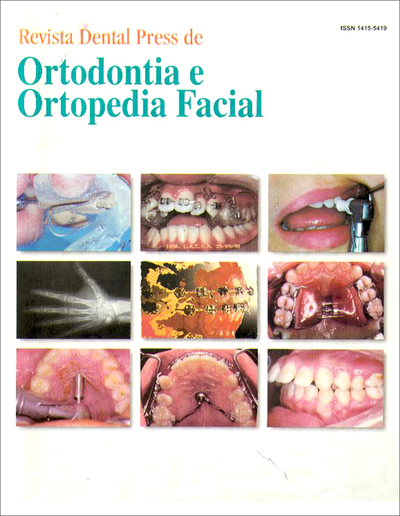 Revista Dental Press de
ISSN 1415-5419
Ortodontia e
Ortopedia Facial